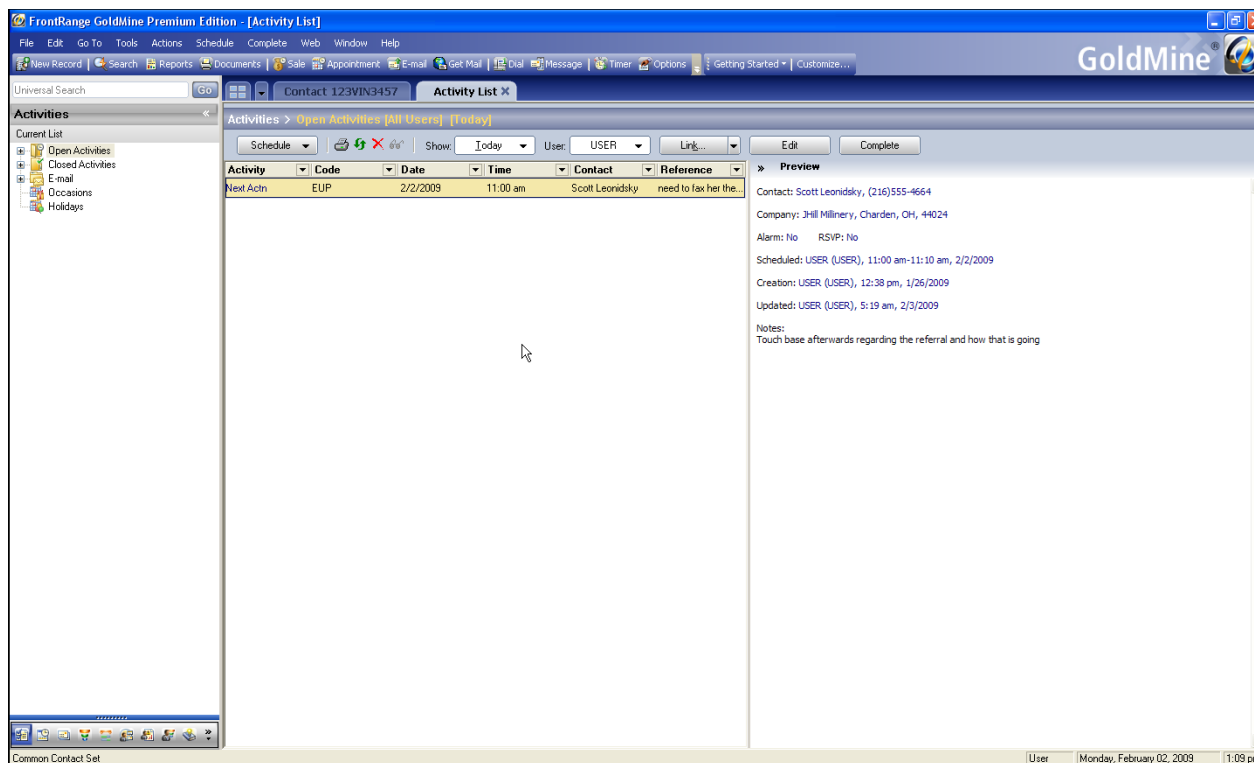 FrontRange GoldMine Premium Edition - [Activity List]
File Edit Go To Tools Actions Schedule Complete Web Window Help
New Record Search Reports Documents Sale Appointment E-mail Get Mail Dial Message Timer Options Getting Started Customize...
GoldMine®
Universal Search Go Contact 123VIN3457 Activity List
Activities «
Activities > Open Activities [All Users] [Today]
Current List
Schedule Show: Today User: USER Link... Edit Complete
Open Activities
Closed Activities
E-mail
Occasions
Holidays
Activity Code Date Time Contact Reference
Next Actn EUP 2/2/2009 11:00 am Scott Leonidsky need to fax her the...
» Preview
Contact: Scott Leonidsky, (216)555-4664
Company: JHill Millinery, Charden, OH, 44024
Alarm: No RSVP: No
Scheduled: USER (USER), 11:00 am-11:10 am, 2/2/2009
Creation: USER (USER), 12:38 pm, 1/26/2009
Updated: USER (USER), 5:19 am, 2/3/2009
Notes:
Touch base afterwards regarding the referral and how that is going
Common Contact Set User Monday, February 02, 2009 1:09 p